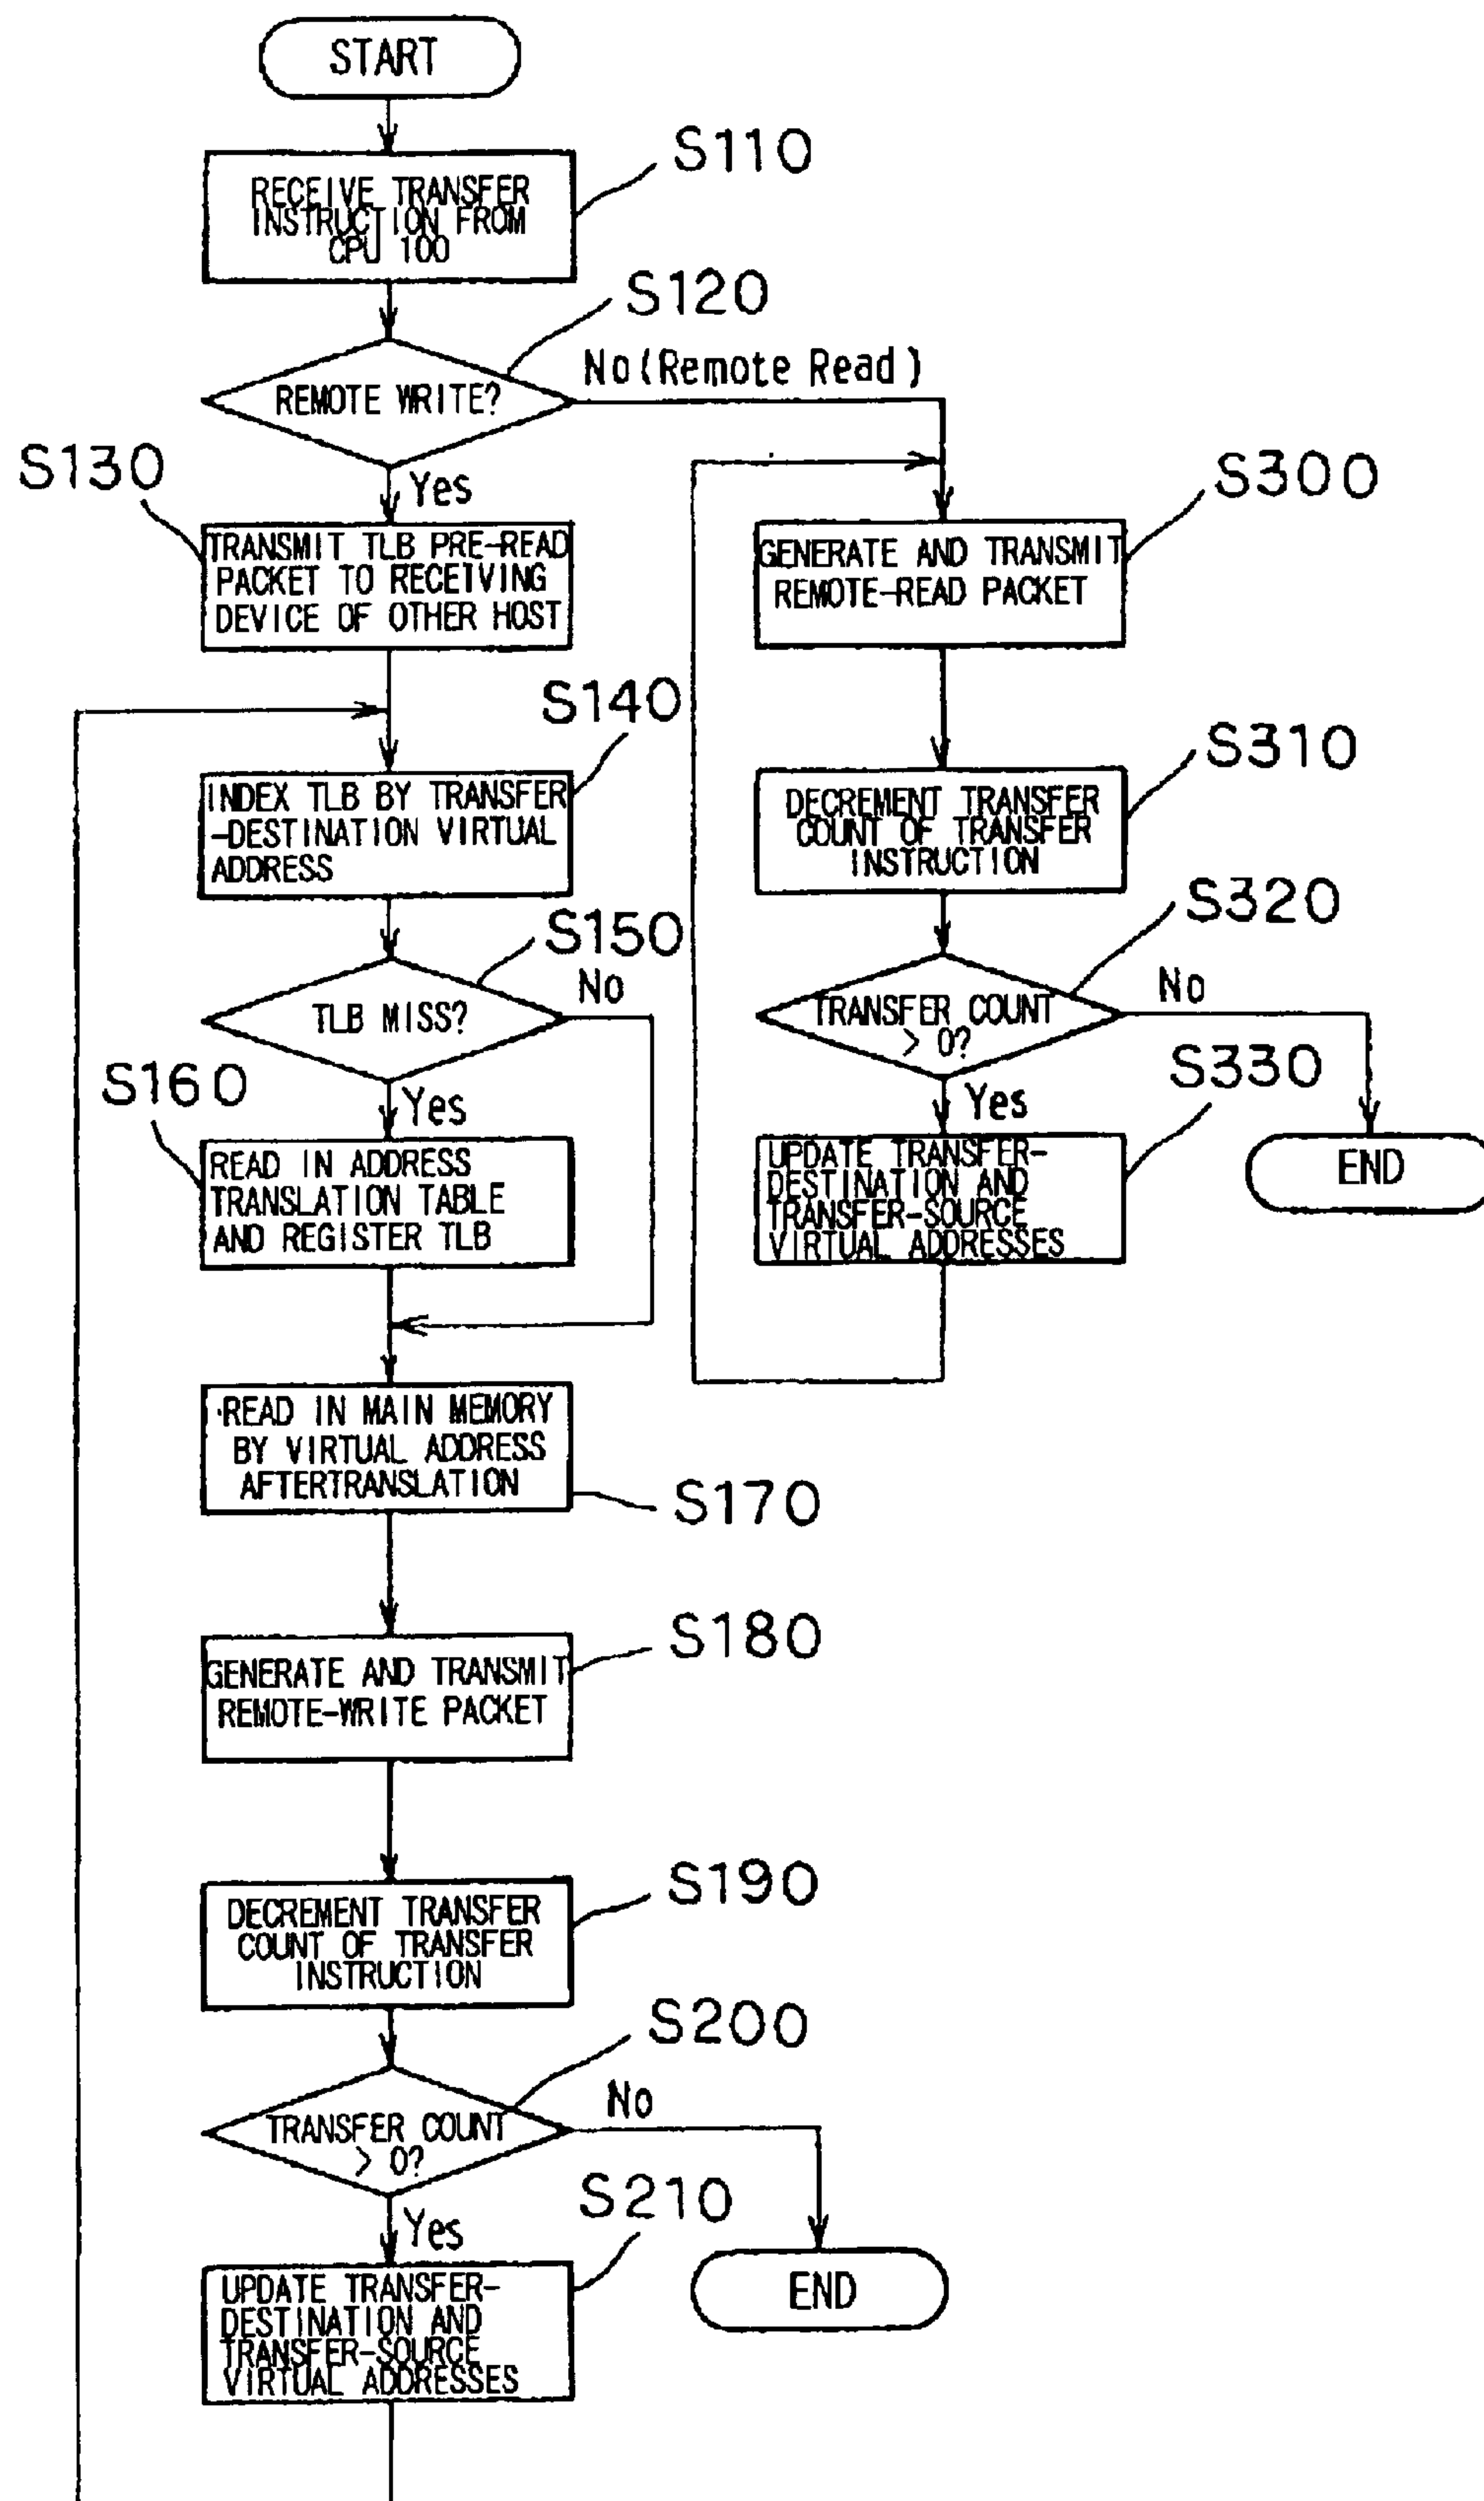 START
S110
RECEIVE TRANSFER
INSTRUCTION FROM
CPU 100
S120
No(Remote Read)
REMOTE WRITE?
S130
Yes
TRANSMIT TLB PRE-READ
PACKET TO RECEIVING
DEVICE OF OTHER HOST
S140
INDEX TLB BY TRANSFER
-DESTINATION VIRTUAL
ADDRESS
S150
No
TLB MISS?
S160
Yes
READ IN ADDRESS
TRANSLATION TABLE
AND REGISTER TLB
READ IN MAIN MEMORY
BY VIRTUAL ADDRESS
AFTERTRANSLATION
S170
S180
GENERATE AND TRANSMIT
REMOTE-WRITE PACKET
S190
DECREMENT TRANSFER
COUNT OF TRANSFER
INSTRUCTION
S200
No
TRANSFER COUNT
> 0?
S210
Yes
UPDATE TRANSFER-
DESTINATION AND
TRANSFER-SOURCE
VIRTUAL ADDRESSES
END
S300
GENERATE AND TRANSMIT
REMOTE-READ PACKET
S310
DECREMENT TRANSFER
COUNT OF TRANSFER
INSTRUCTION
S320
No
TRANSFER COUNT
> 0?
S330
Yes
UPDATE TRANSFER-
DESTINATION AND
TRANSFER-SOURCE
VIRTUAL ADDRESSES
END